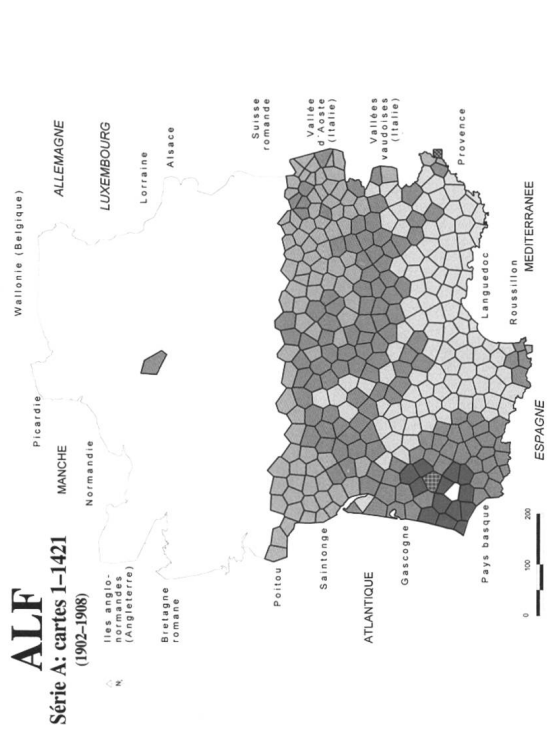 ALF
Série A: cartes 1–1421
(1902–1908)
Wallonie (Belgique)
ALLEMAGNE
LUXEMBOURG
Lorraine
Alsace
Picardie
MANCHE
Normandie
Iles anglo-
normandes
(Angleterre)
Bretagne
romane
N
Suisse
romande
Vallée
d'Aoste
(Italie)
Vallées
vaudoises
(Italie)
Provence
Poitou
Saintonge
ATLANTIQUE
Gascogne
Pays basque
Languedoc
Roussillon
MEDITERRANEE
ESPAGNE
0 100 200